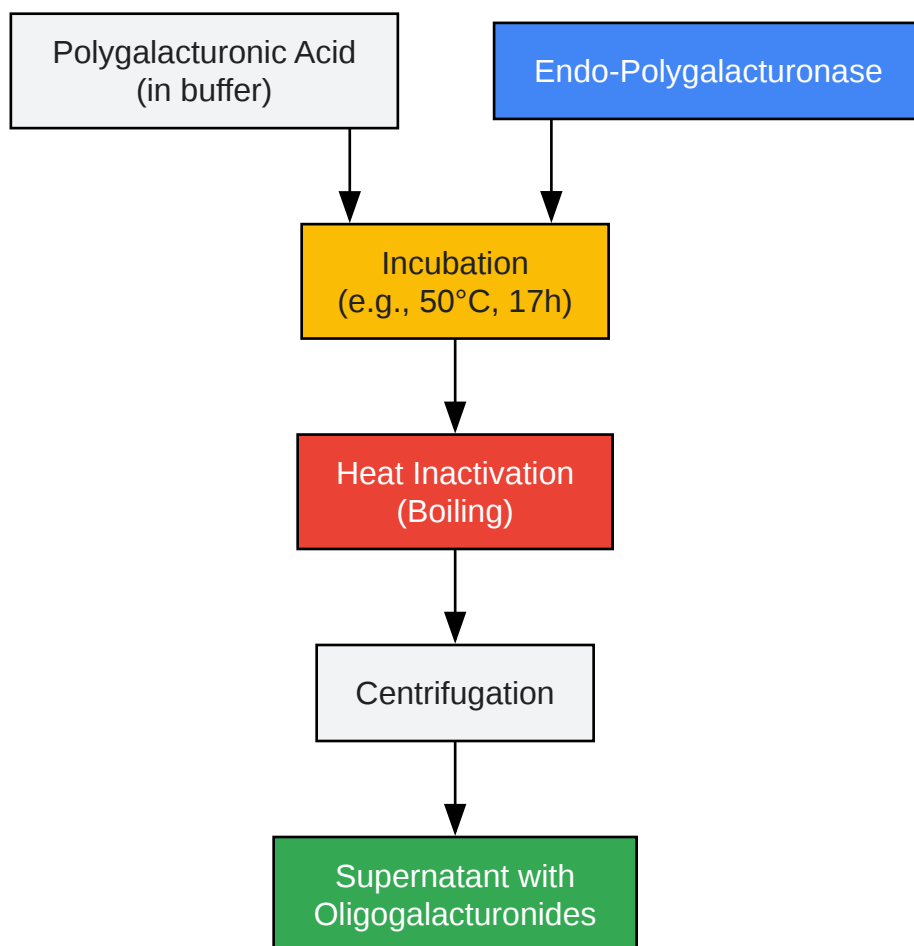 Polygalacturonic Acid
(in buffer)
Endo-Polygalacturonase
Incubation
(e.g., 50°C, 17h)
Heat Inactivation
(Boiling)
Centrifugation
Supernatant with
Oligogalacturonides